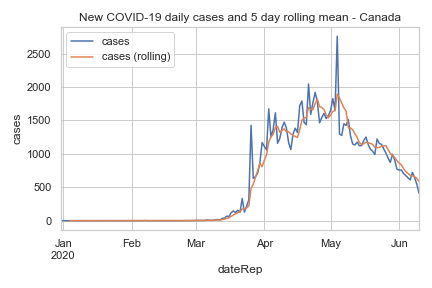 New COVID-19 daily cases and 5 day rolling mean - Canada
cases
cases (rolling)
2500
2000
1500
1000
500
0
cases
Jan Feb Mar Apr May Jun
2020
dateRep